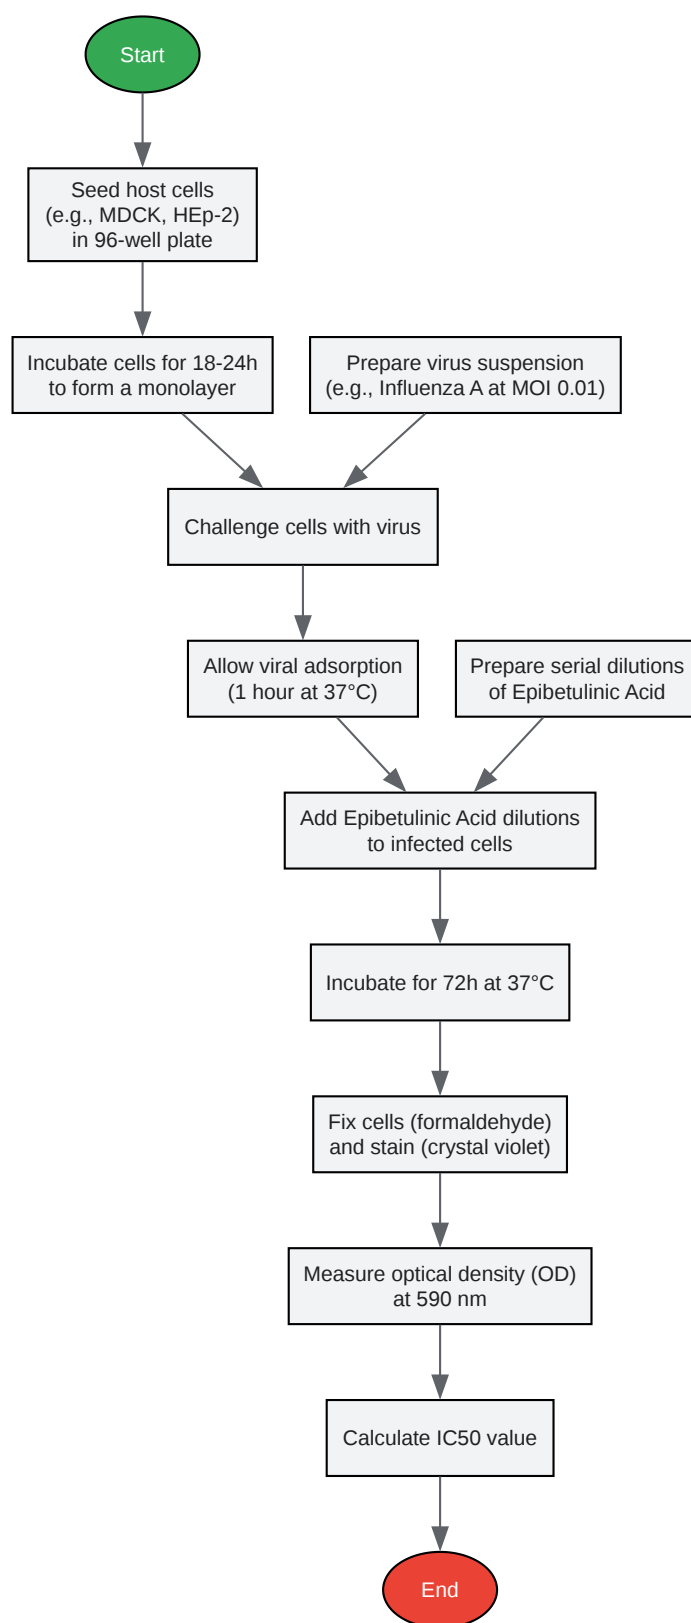 Start
Seed host cells
(e.g., MDCK, HEp-2)
in 96-well plate
Incubate cells for 18-24h
to form a monolayer
Prepare virus suspension
(e.g., Influenza A at MOI 0.01)
Challenge cells with virus
Allow viral adsorption
(1 hour at 37°C)
Prepare serial dilutions
of Epibetulinic Acid
Add Epibetulinic Acid dilutions
to infected cells
Incubate for 72h at 37°C
Fix cells (formaldehyde)
and stain (crystal violet)
Measure optical density (OD)
at 590 nm
Calculate IC50 value
End